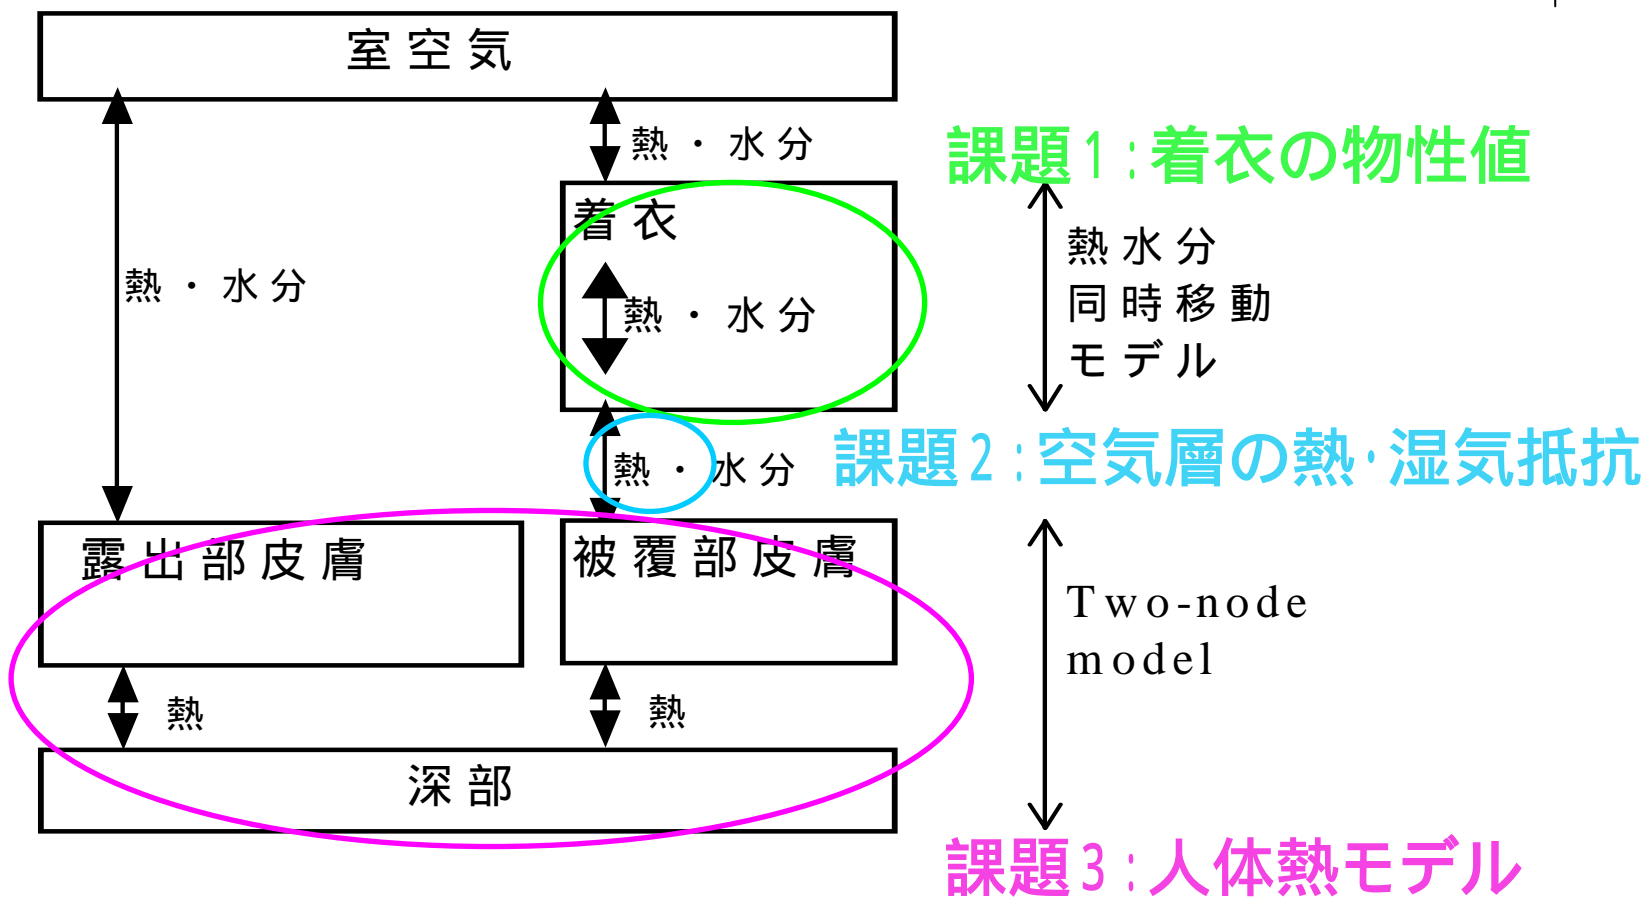 室空気
熱・水分
課題1:着衣の物性値
着衣
熱水分
同時移動
モデル
熱・水分
熱・水分
熱・水分
課題2:空気層の熱・湿気抵抗
露出部皮膚
被覆部皮膚
Two-node
model
熱
熱
深部
課題3:人体熱モデル